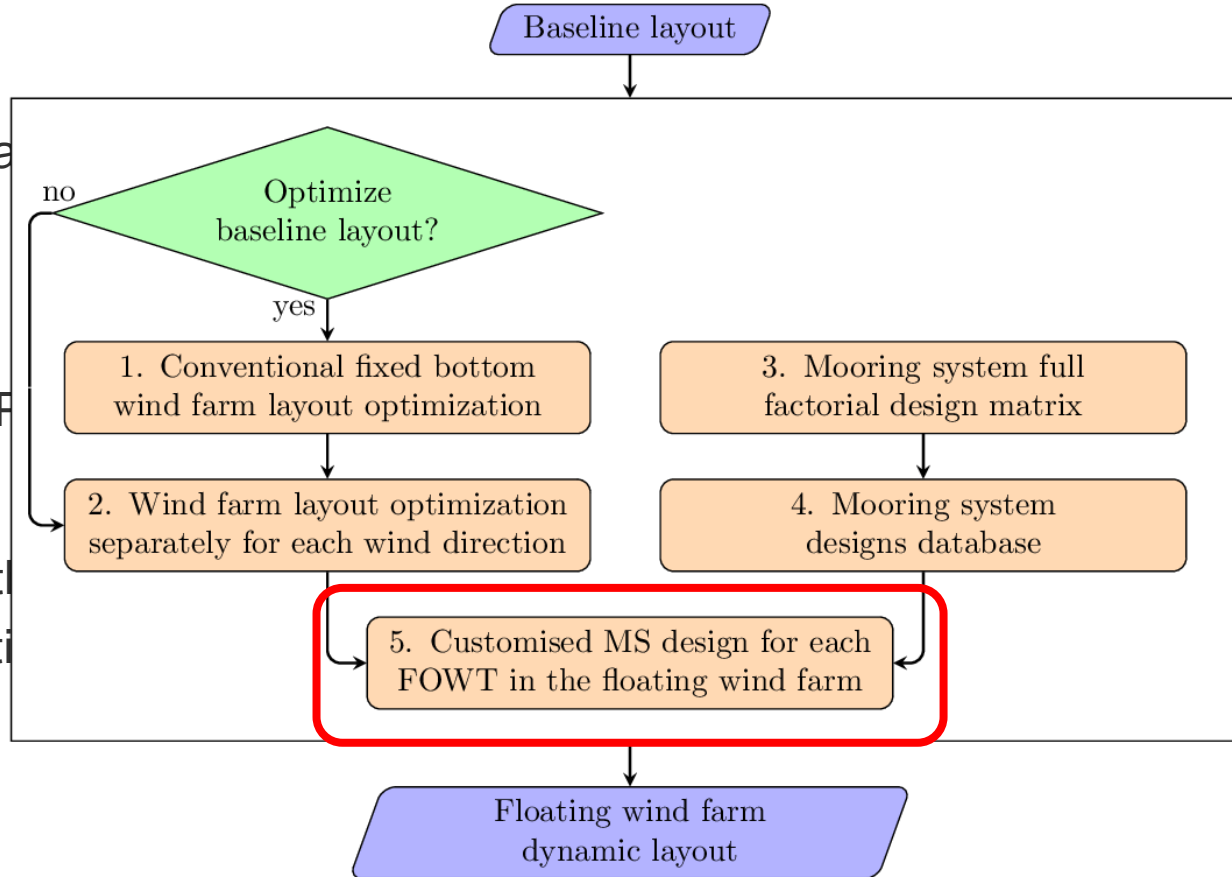 Baseline layout
no
Optimize
baseline layout?
yes
1. Conventional fixed bottom
wind farm layout optimization
3. Mooring system full
factorial design matrix
2. Wind farm layout optimization
separately for each wind direction
4. Mooring system
designs database
5. Customised MS design for each
FOWT in the floating wind farm
Floating wind farm
dynamic layout